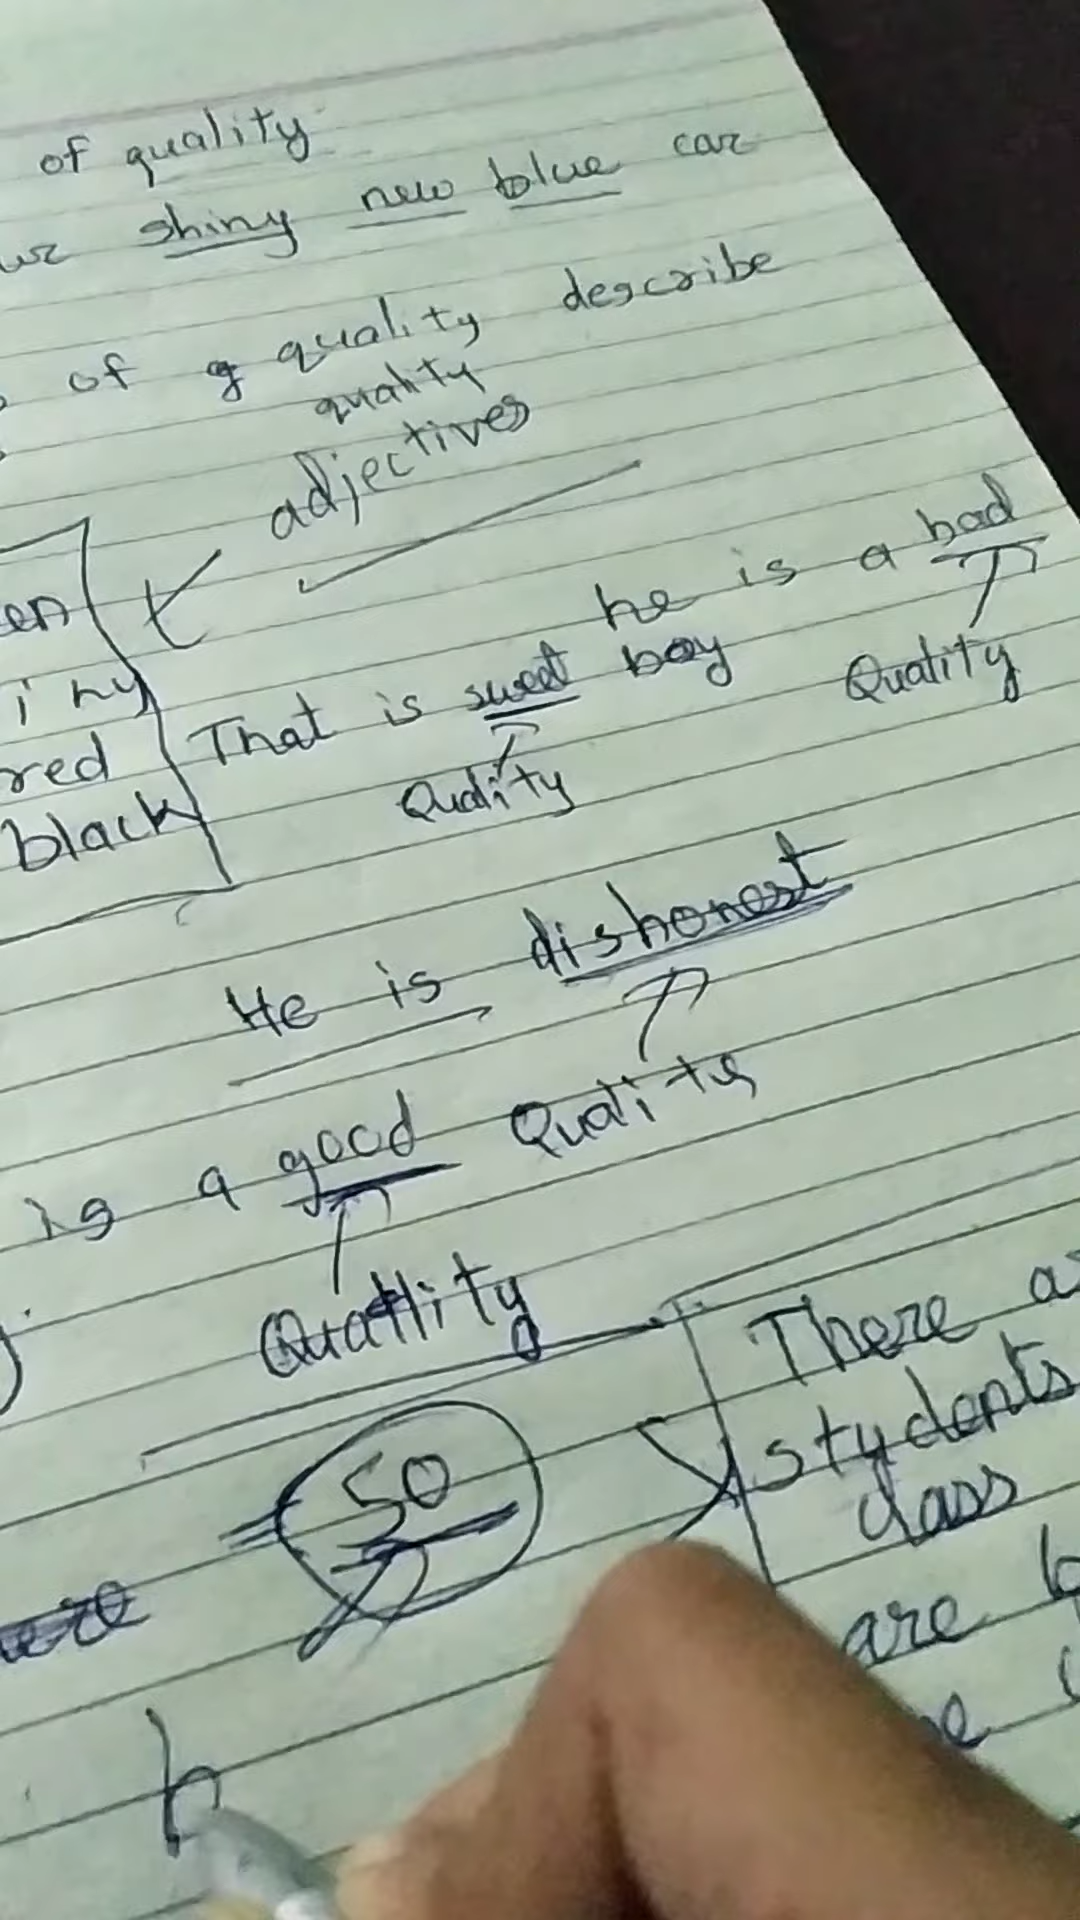 of quality
shiny new blue car
of quality describe
quality
adjectives
he is a bad
That is sweet boy
Quality
Quality
en
i ny
red
black
He is dishonest
Quality
is a good
Quality
50
There a
students
class
are
h